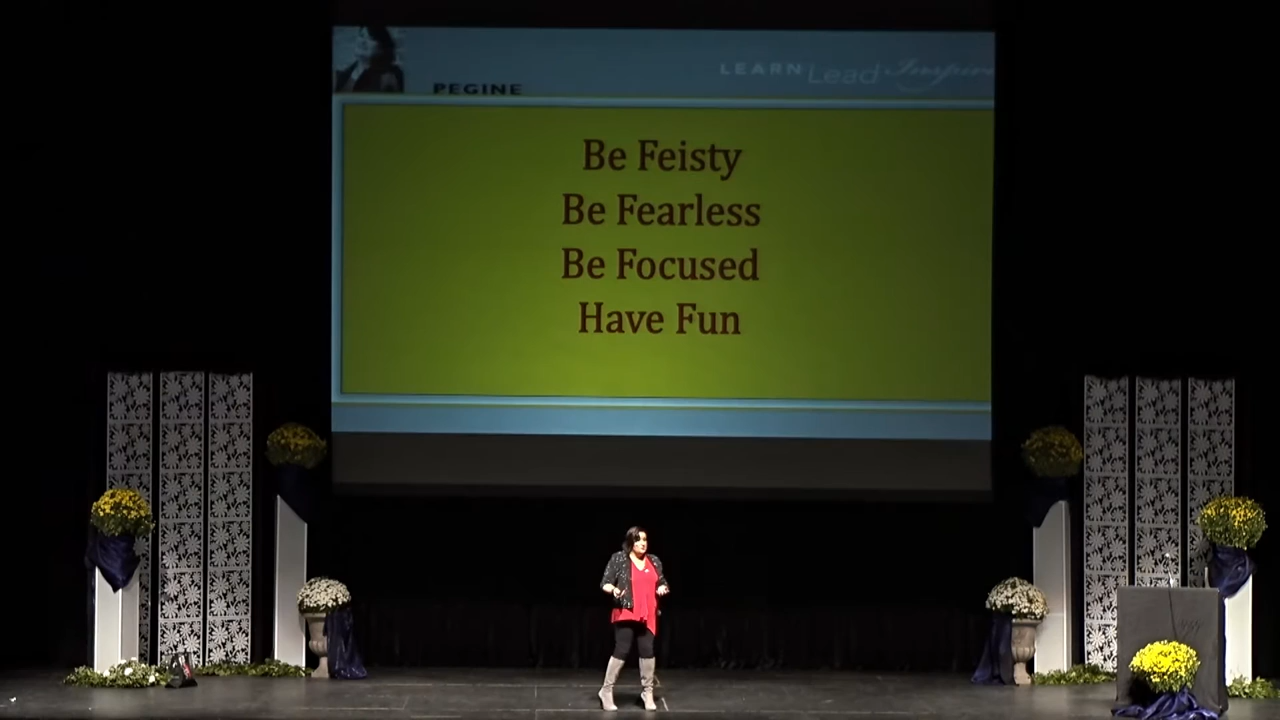 LEARN Lead Inspire
PEGINE
Be Feisty
Be Fearless
Be Focused
Have Fun